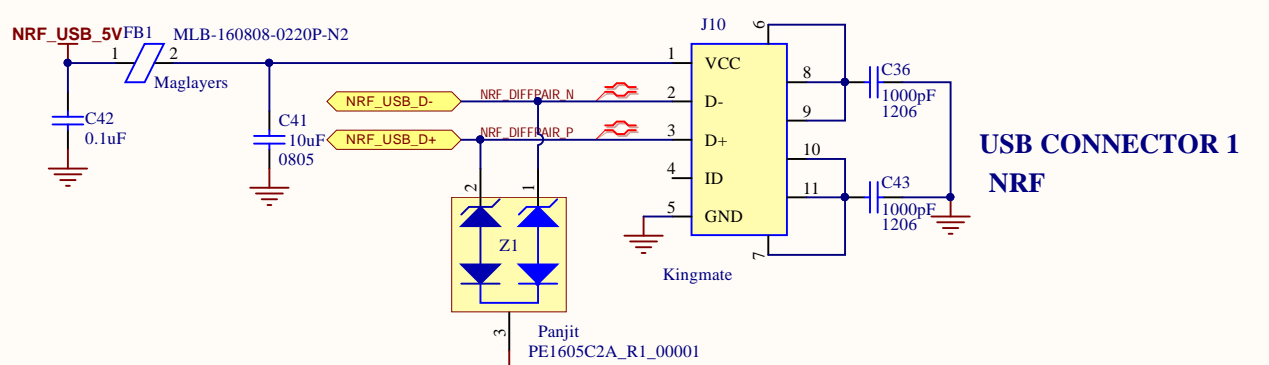 J10
6
NRF_USB_5V
FB1
MLB-160808-0220P-N2
1
2
Maglayers
C42
0.1uF
C41
10uF
0805
NRF_USB_D-
NRF_DIFFPAIR_N
NRF_USB_D+
NRF_DIFFPAIR_P
1
VCC
2
D-
3
D+
4
ID
5
GND
8
9
10
11
7
C36
1000pF
1206
C43
1000pF
1206
USB CONNECTOR 1
NRF
Kingmate
2
1
Z1
3
Panjit
PE1605C2A_R1_00001